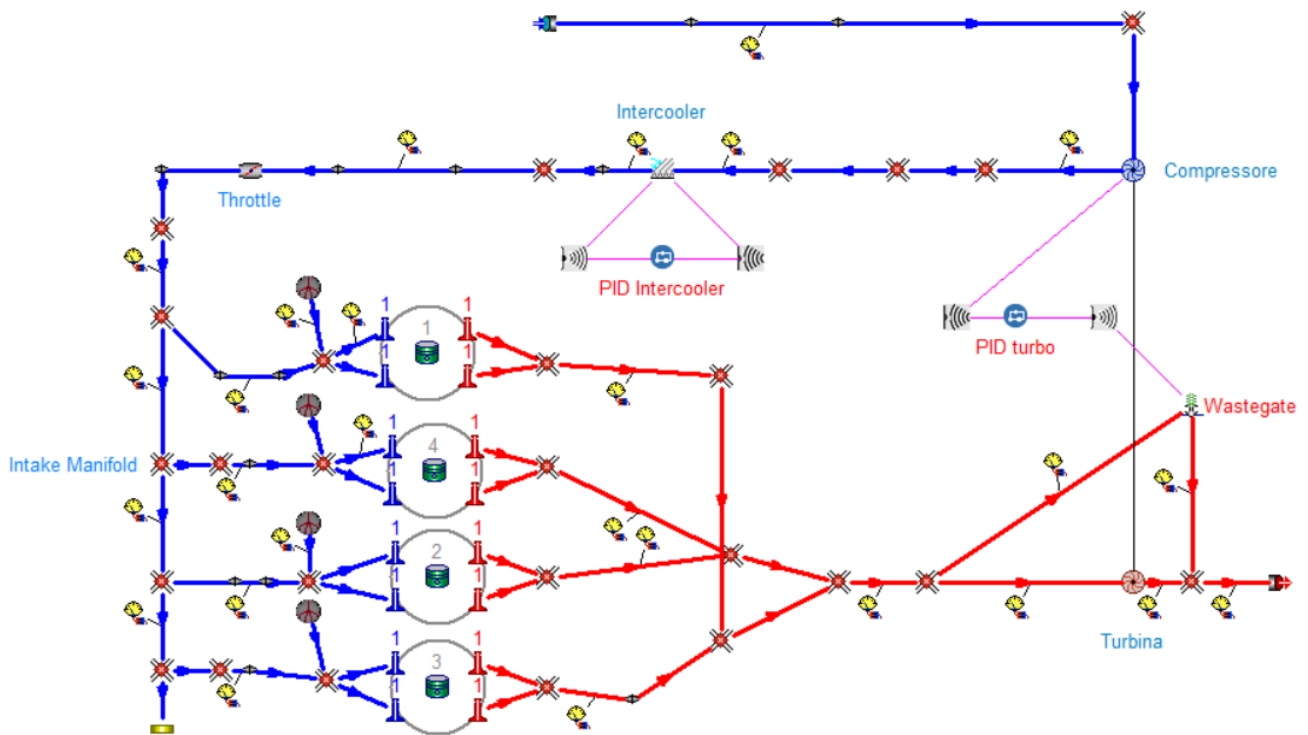 Intercooler
Compressore
Throttle
PID Intercooler
PID turbo
Wastegate
Intake Manifold
Turbina
1 1
1
1 1
1 1
4
1 1
1 1
2
1 1
1 1
3
1 1